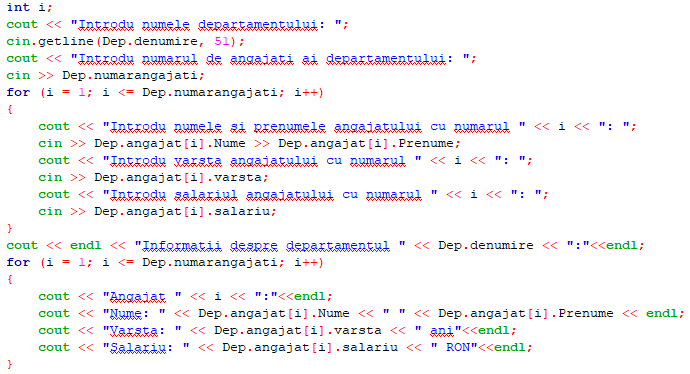 int i;
cout << "Introdu numele departamentului: ";
cin.getline(Dep.denumire, 51);
cout << "Introdu numarul de angajati ai departamentului: ";
cin >> Dep.numarangajati;
for (i = 1; i <= Dep.numarangajati; i++)
{
    cout << "Introdu numele si prenumele angajatului cu numarul " << i << ": ";
    cin >> Dep.angajat[i].Nume >> Dep.angajat[i].Prenume;
    cout << "Introdu varsta angajatului cu numarul " << i << ": ";
    cin >> Dep.angajat[i].varsta;
    cout << "Introdu salariul angajatului cu numarul " << i << ": ";
    cin >> Dep.angajat[i].salariu;
}
cout << endl << "Informatii despre departamentul " << Dep.denumire << ":"<<endl;
for (i = 1; i <= Dep.numarangajati; i++)
{
    cout << "Angajat " << i << ":"<<endl;
    cout << "Nume: " << Dep.angajat[i].Nume << " " << Dep.angajat[i].Prenume << endl;
    cout << "Varsta: " << Dep.angajat[i].varsta << " ani"<<endl;
    cout << "Salariu: " << Dep.angajat[i].salariu << " RON"<<endl;
}